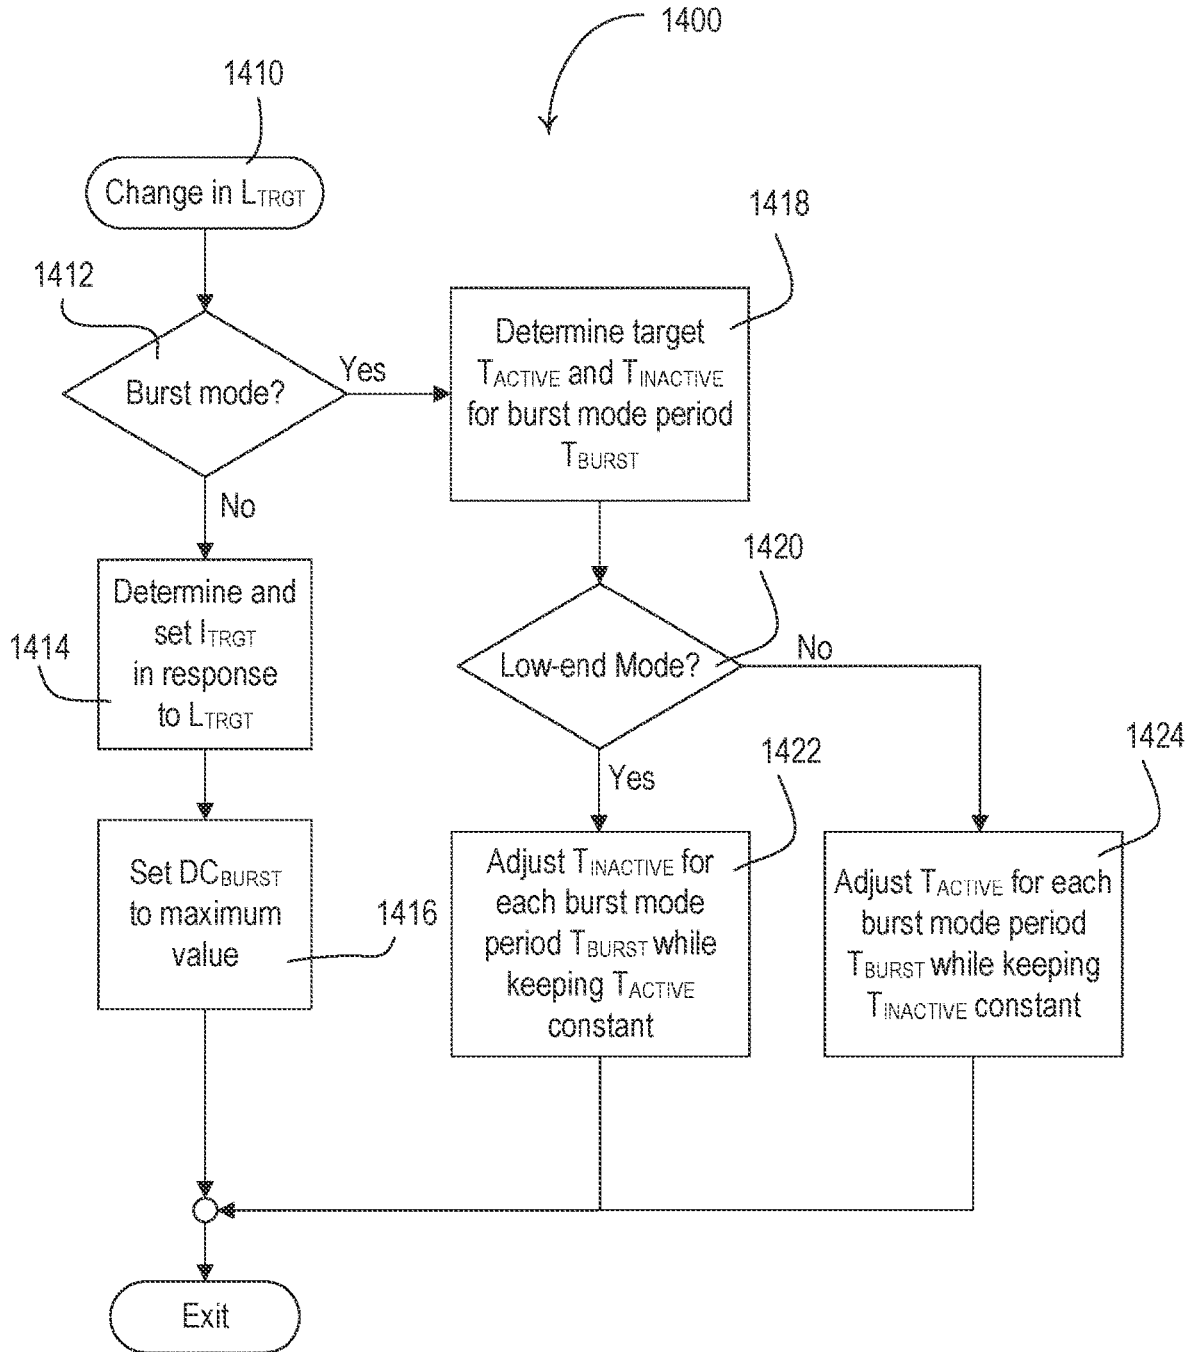 1400
1410
Change in LTRGT
1412
Burst mode?
Yes
No
1418
Determine target
TACTIVE and TINACTIVE
for burst mode period
TBURST
1414
Determine and
set ITRGT
in response
to LTRGT
1420
Low-end Mode?
No
Yes
Set DCBURST
to maximum
value
1416
1422
Adjust TINACTIVE for
each burst mode
period TBURST while
keeping TACTIVE
constant
1424
Adjust TACTIVE for each
burst mode period
TBURST while keeping
TINACTIVE constant
Exit